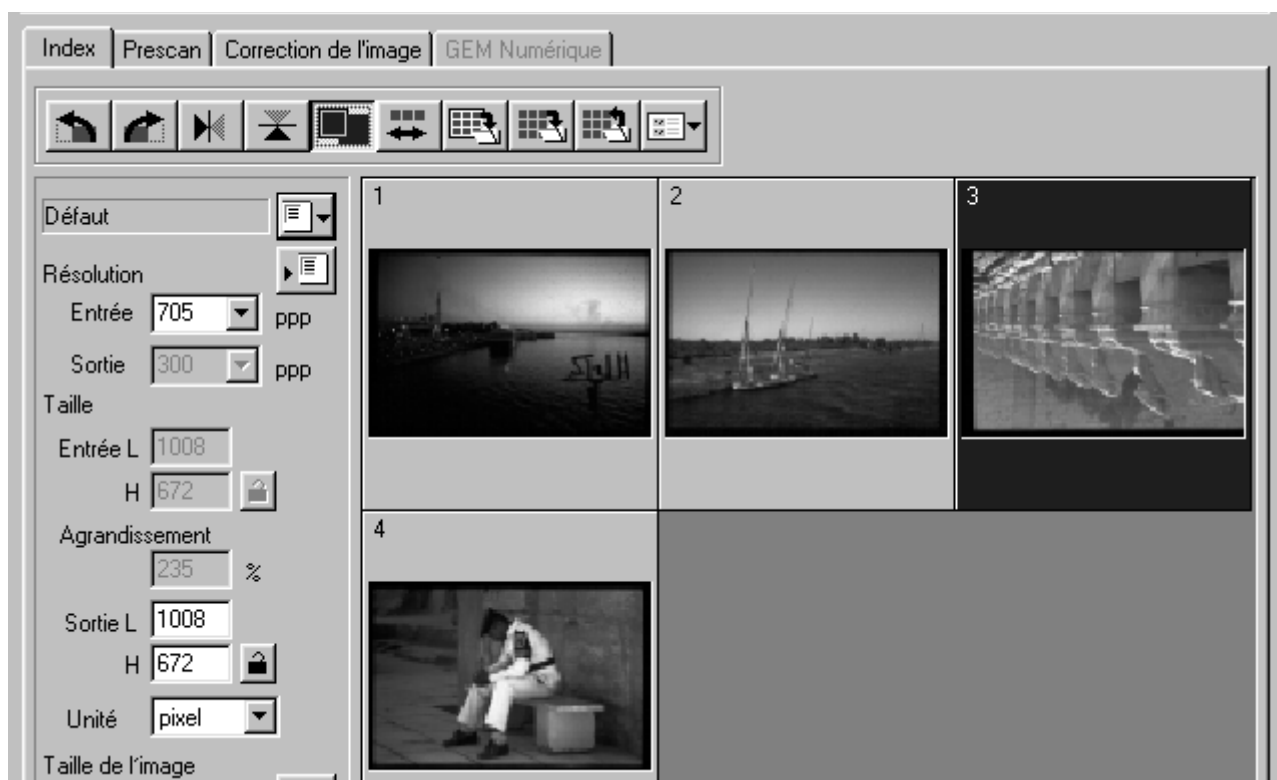 Index Prescan Correction de l'image GEM Numérique
Défaut
Résolution
Entrée 705 ppp
Sortie 300 ppp
Taille
Entrée L 1008
H 672
Agrandissement
235 %
Sortie L 1008
H 672
Unité pixel
Taille de l'image
1 2 3
4